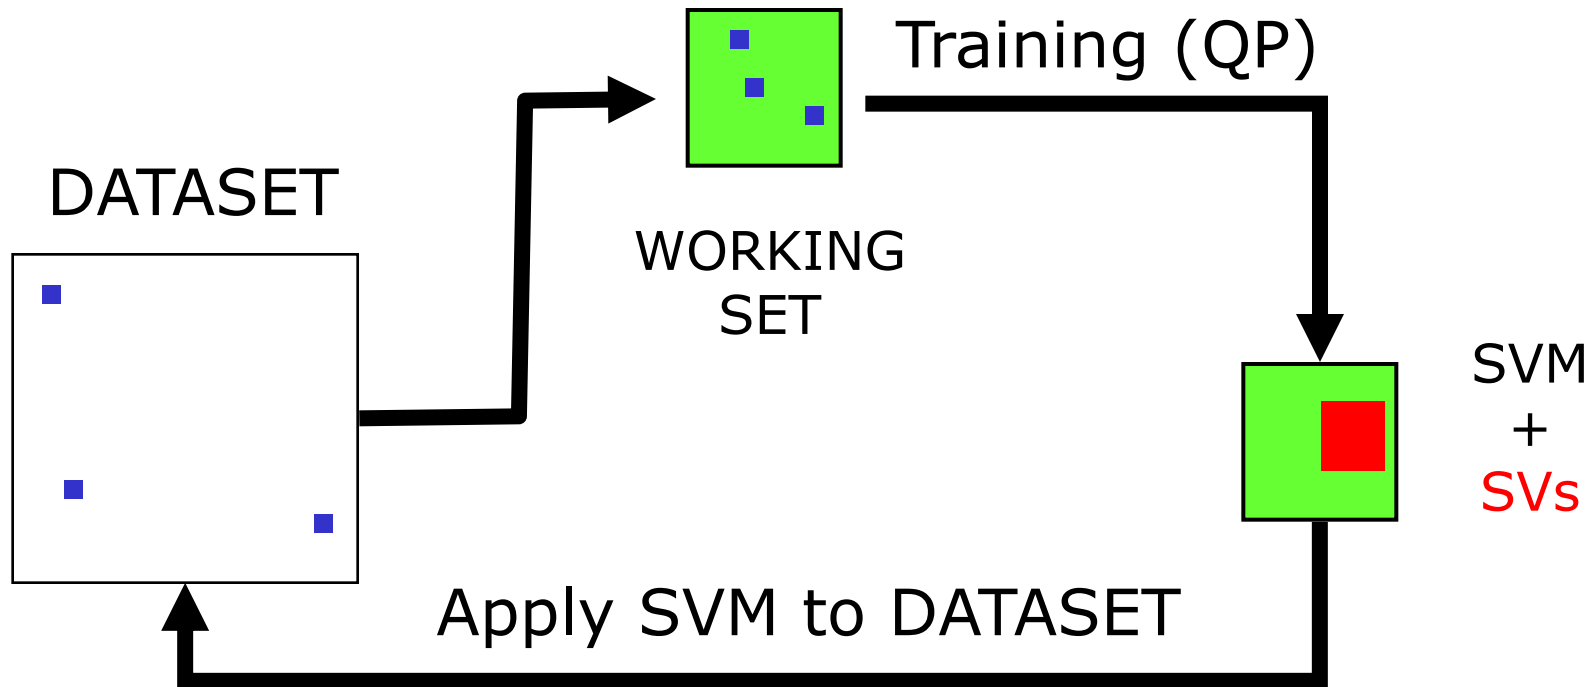 Training (QP)
DATASET
WORKING
SET
SVM
+
SVs
Apply SVM to DATASET